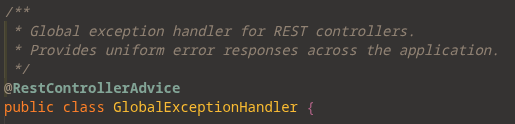 /**
 * Global exception handler for REST controllers.
 * Provides uniform error responses across the application.
 */
@RestControllerAdvice
public class GlobalExceptionHandler {